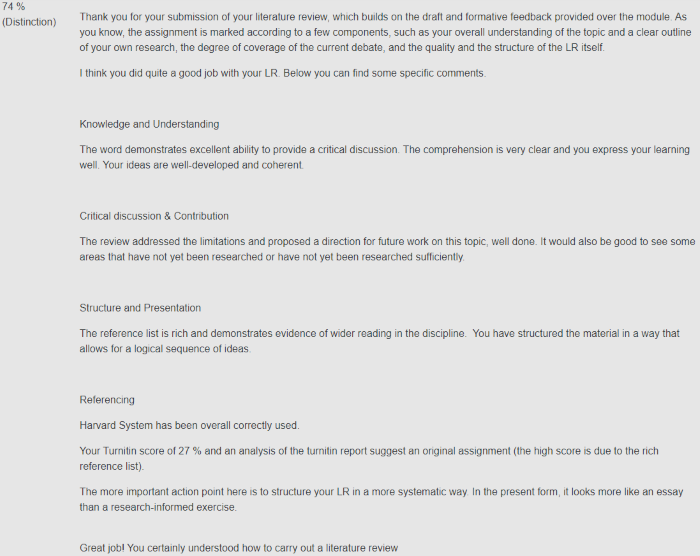 74 %
(Distinction)
Thank you for your submission of your literature review, which builds on the draft and formative feedback provided over the module. As
you know, the assignment is marked according to a few components, such as your overall understanding of the topic and a clear outline
of your own research, the degree of coverage of the current debate, and the quality and the structure of the LR itself.
I think you did quite a good job with your LR. Below you can find some specific comments.
Knowledge and Understanding
The word demonstrates excellent ability to provide a critical discussion. The comprehension is very clear and you express your learning
well. Your ideas are well-developed and coherent.
Critical discussion & Contribution
The review addressed the limitations and proposed a direction for future work on this topic, well done. It would also be good to see some
areas that have not yet been researched or have not yet been researched sufficiently.
Structure and Presentation
The reference list is rich and demonstrates evidence of wider reading in the discipline.  You have structured the material in a way that
allows for a logical sequence of ideas.
Referencing
Harvard System has been overall correctly used.
Your Turnitin score of 27 % and an analysis of the turnitin report suggest an original assignment (the high score is due to the rich
reference list).
The more important action point here is to structure your LR in a more systematic way. In the present form, it looks more like an essay
than a research-informed exercise.
Great job! You certainly understood how to carry out a literature review